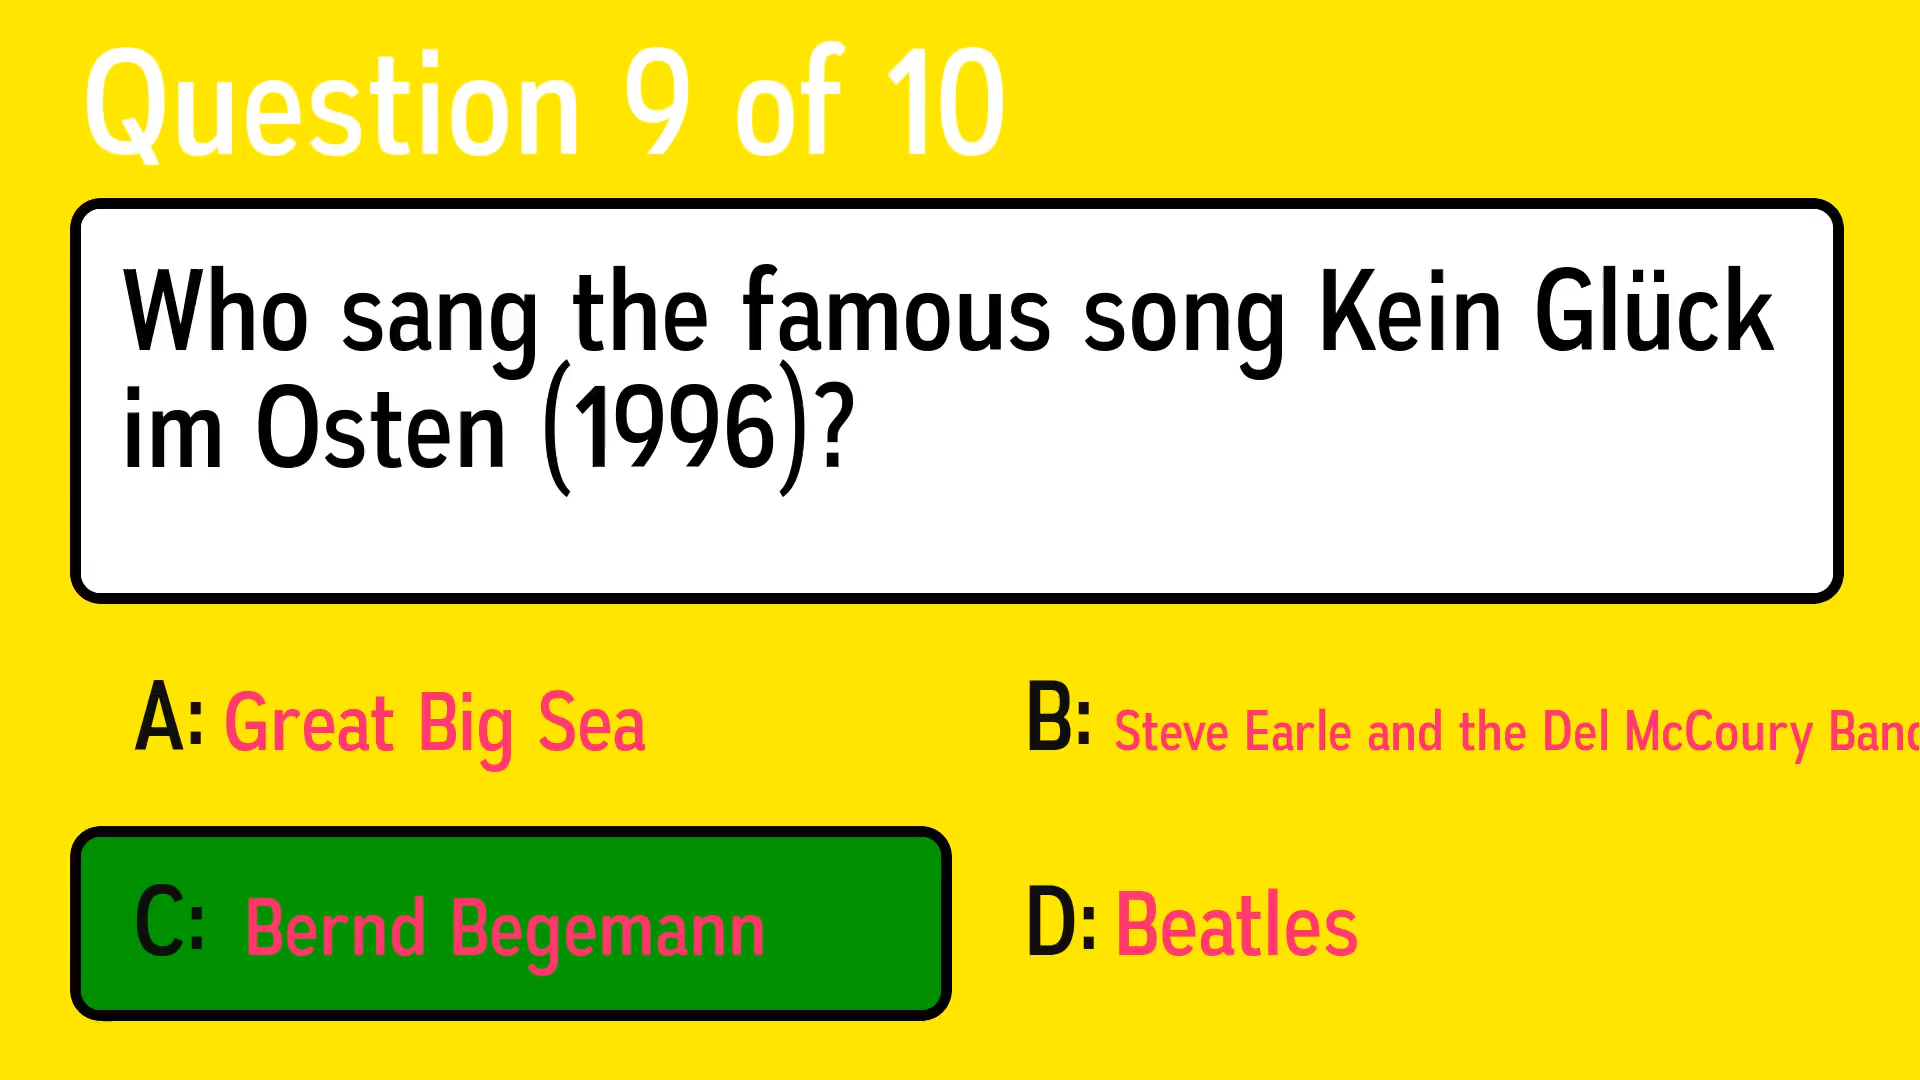 Question 9 of 10
Who sang the famous song Kein Glück
im Osten (1996)?
A: Great Big Sea
B: Steve Earle and the Del McCoury Band
C: Bernd Begemann
D: Beatles